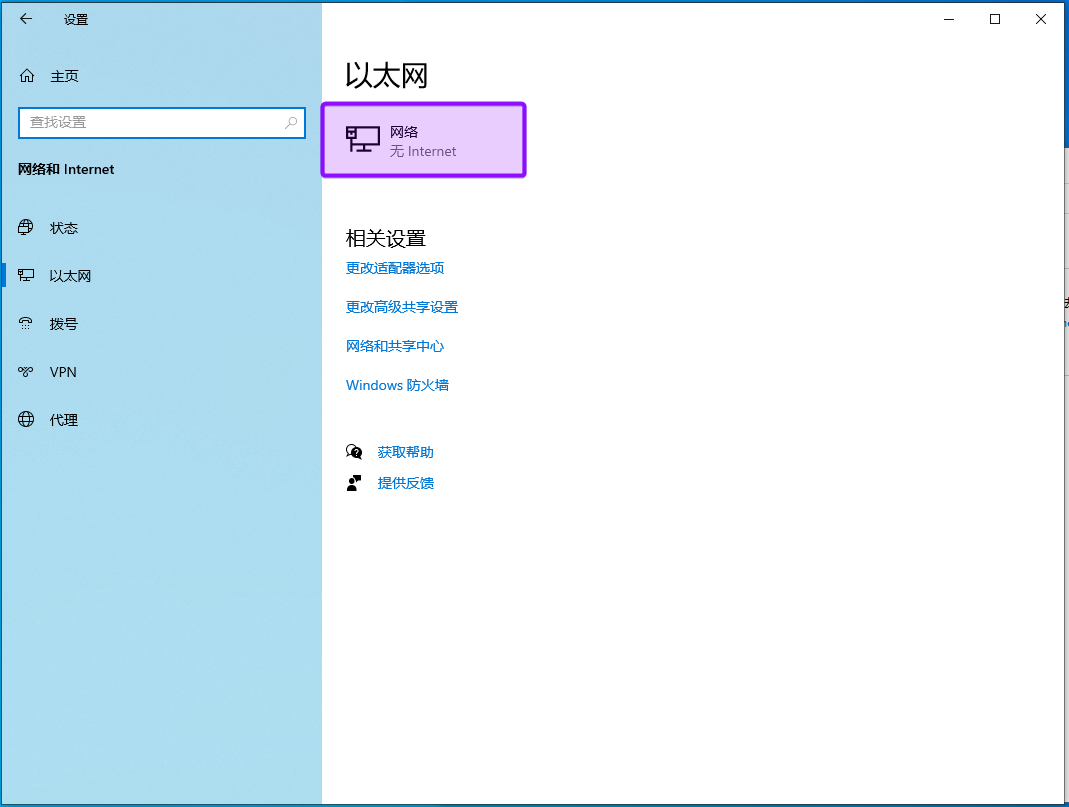 设置
主页
查找设置
网络和 Internet
状态
以太网
拨号
VPN
代理
以太网
网络
无 Internet
相关设置
更改适配器选项
更改高级共享设置
网络和共享中心
Windows 防火墙
获取帮助
提供反馈